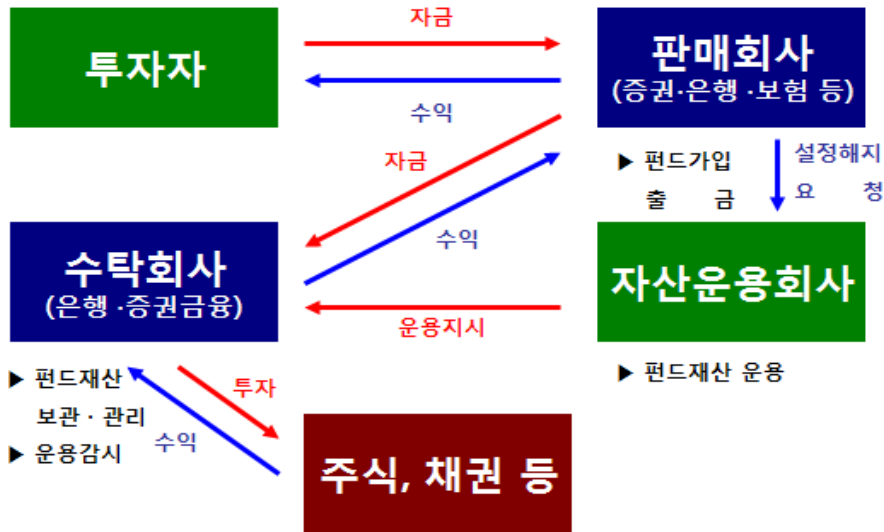 자금
투자자
판매회사
(증권·은행 ·보험 등)
수익
자금
▶ 펀드가입
출 금
설정해지
요 청
수익
수탁회사
(은행 ·증권금융)
자산운용회사
운용지시
▶ 펀드재산
보관 · 관리
▶ 운용감시
투자
수익
▶ 펀드재산 운용
주식, 채권 등